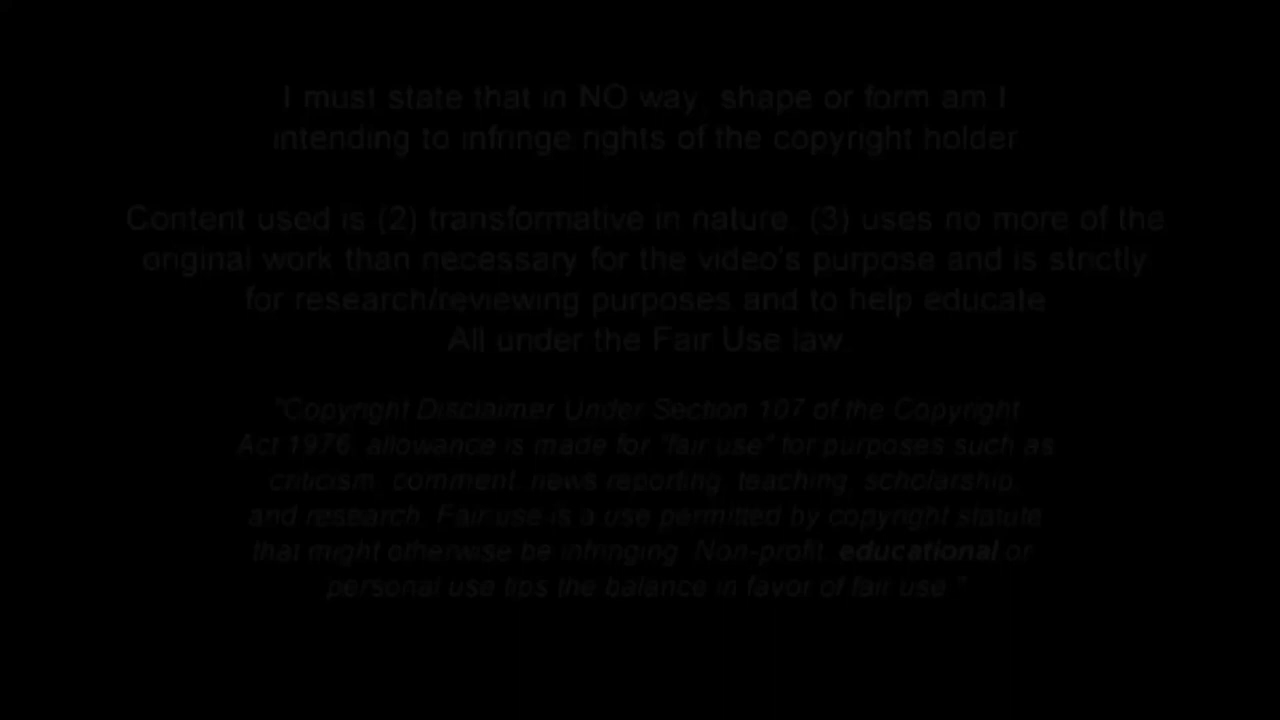 I must state that in NO way, shape or form am I
intending to infringe rights of the copyright holder
Content used is (2) transformative in nature, (3) uses no more of the
original work than necessary for the video's purpose and is strictly
for research/reviewing purposes and to help educate
All under the Fair Use law.
"Copyright Disclaimer Under Section 107 of the Copyright
Act 1976, allowance is made for "fair use" for purposes such as
criticism, comment, news reporting, teaching, scholarship,
and research. Fair use is a use permitted by copyright statute
that might otherwise be infringing. Non-profit, educational or
personal use tips the balance in favor of fair use."